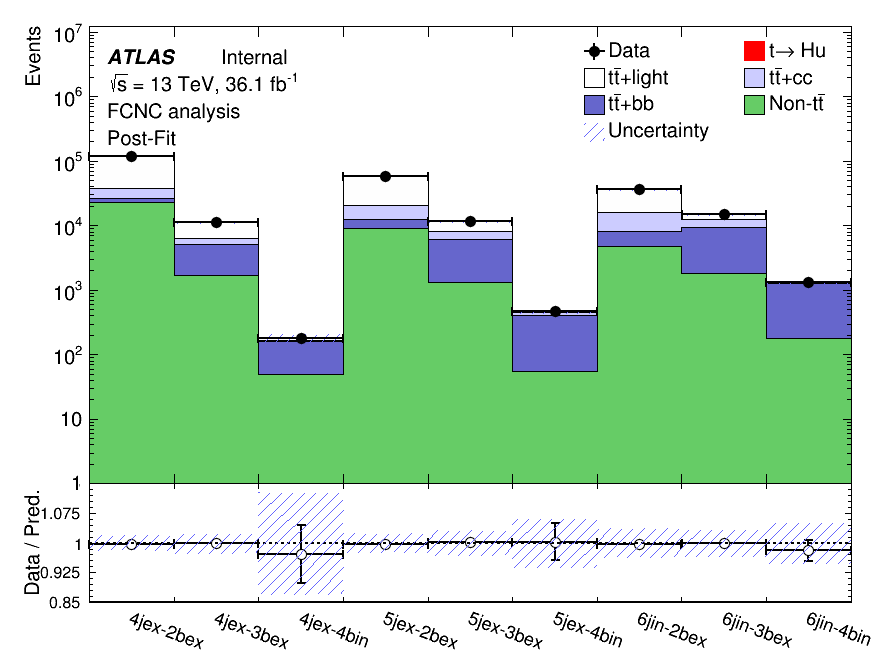 Events
10⁷
10⁶
10⁵
10⁴
10³
10²
10
1
ATLAS Internal
√s = 13 TeV, 36.1 fb⁻¹
FCNC analysis
Post-Fit
Data
t→ Hu
tt̄+light
tt̄+cc
tt̄+bb
Non-tt̄
Uncertainty
Data / Pred.
1.075
1
0.925
0.85
4jex-2bex
4jex-3bex
4jex-4bin
5jex-2bex
5jex-3bex
5jex-4bin
6jin-2bex
6jin-3bex
6jin-4bin